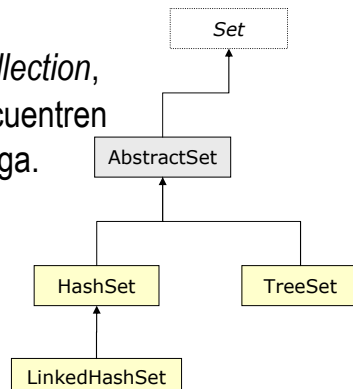 Set
llection,
cuentren
ga.
AbstractSet
HashSet
TreeSet
LinkedHashSet